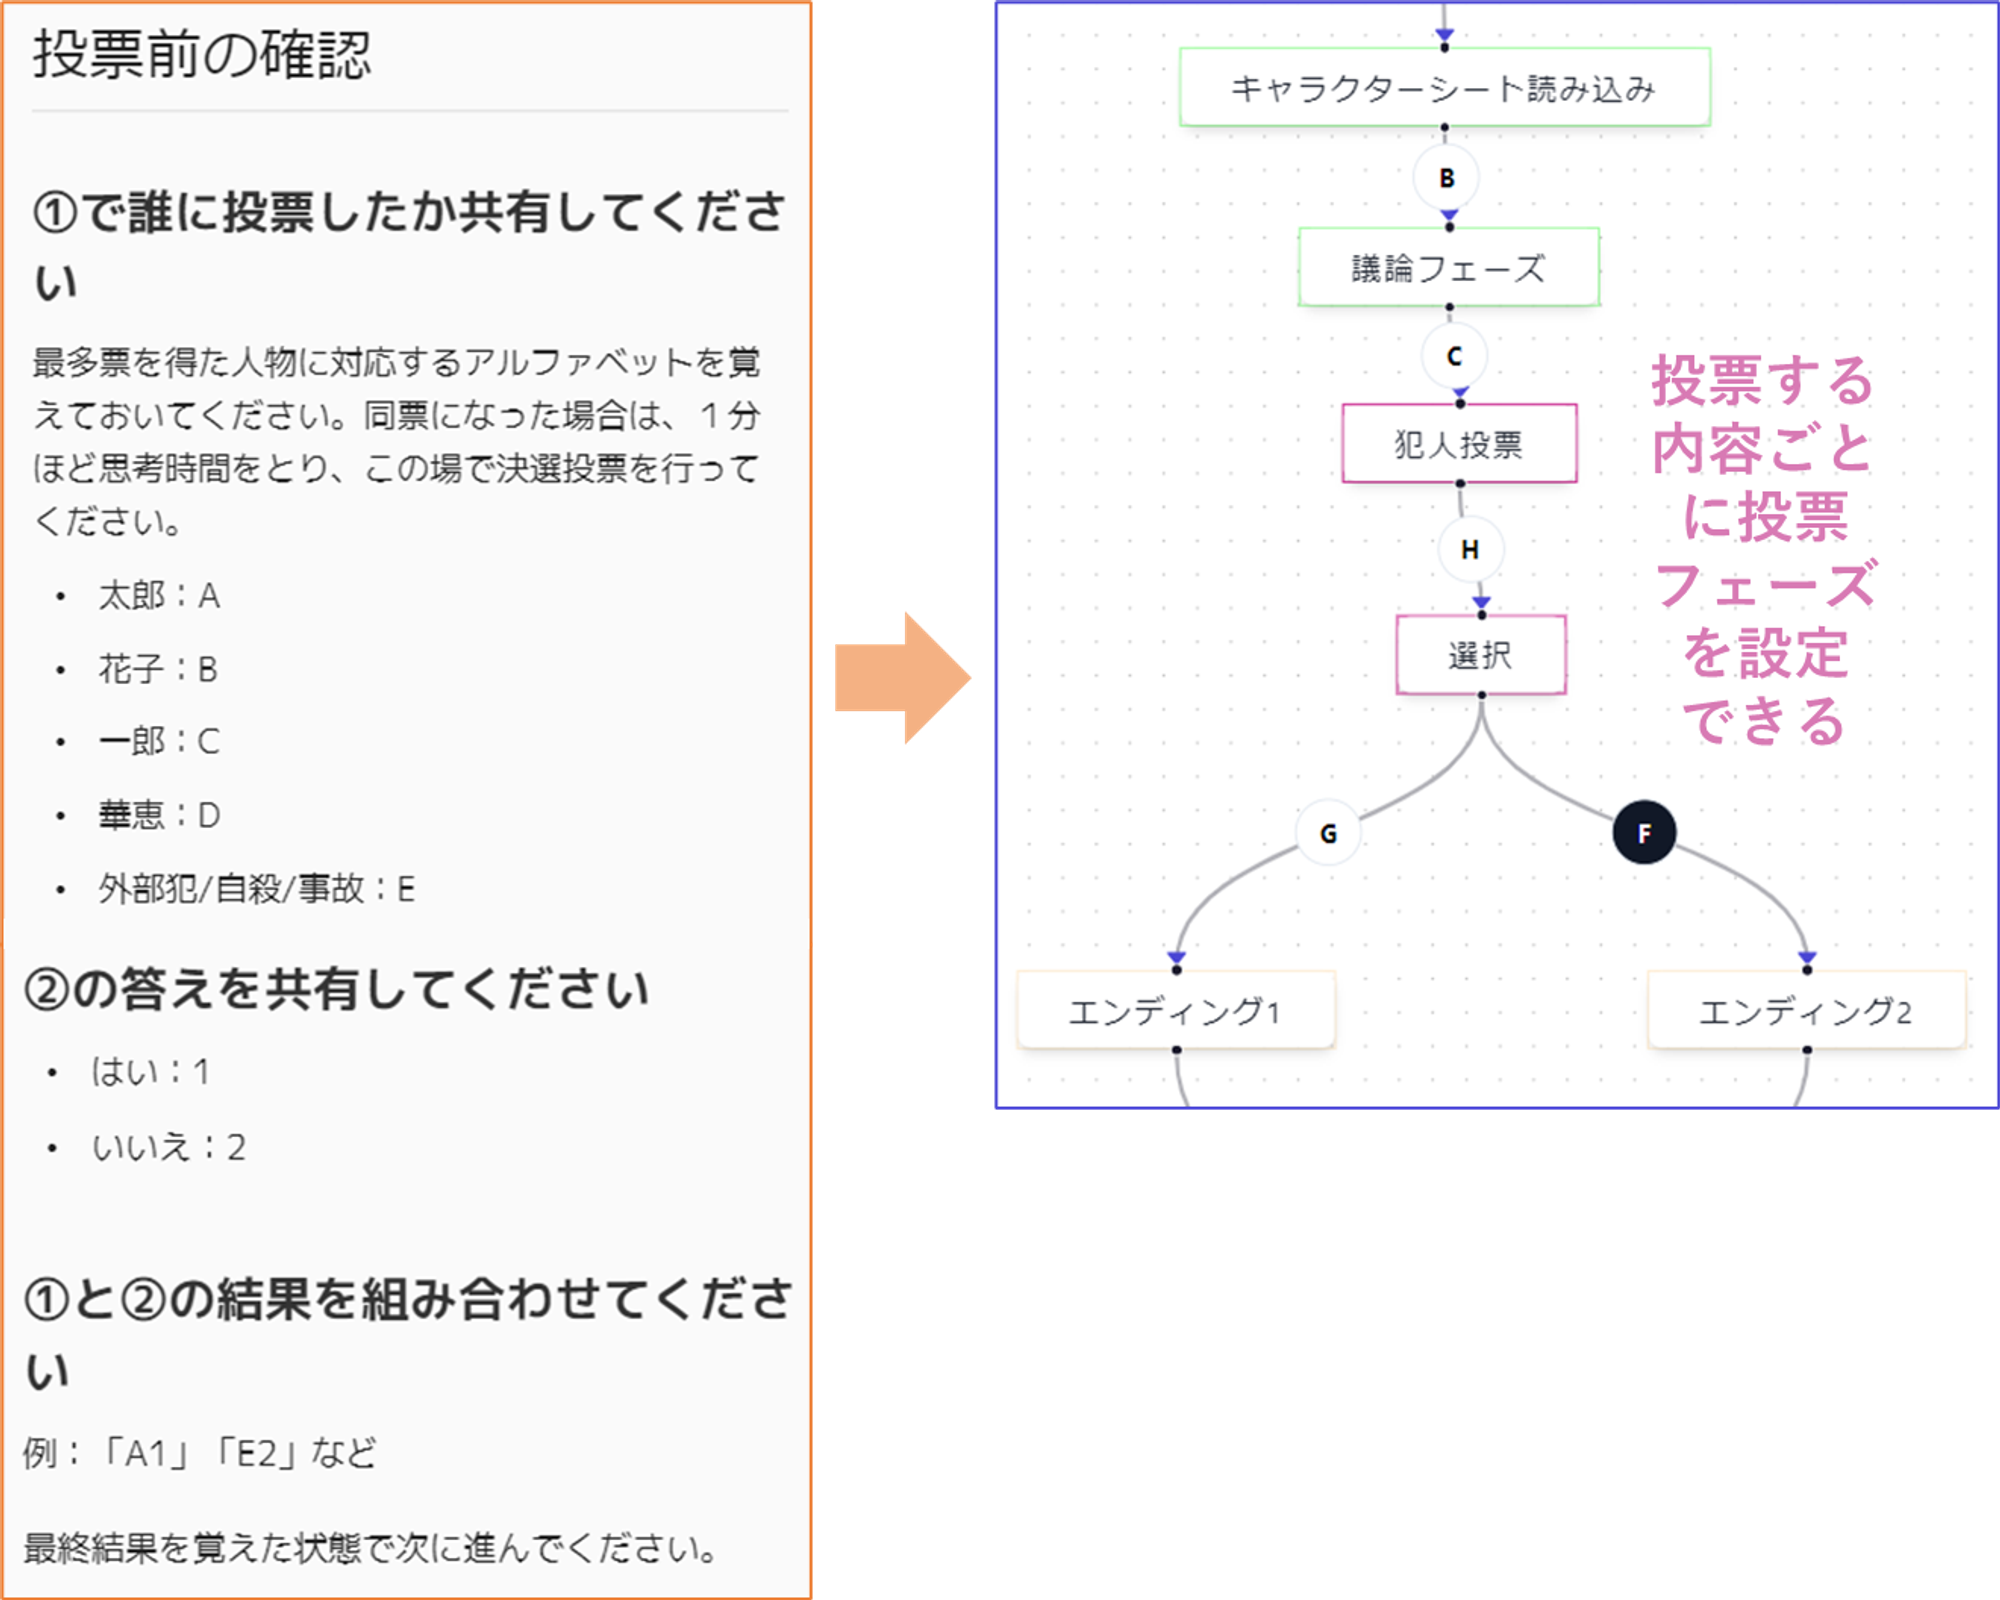 投票前の確認
①で誰に投票したか共有してくださ
い
最多票を得た人物に対応するアルファベットを覚
えておいてください。同票になった場合は、1分
ほど思考時間をとり、この場で決選投票を行って
ください。
• 太郎：A
• 花子：B
• 一郎：C
• 華恵：D
• 外部犯/自殺/事故：E
②の答えを共有してください
• はい：1
• いいえ：2
①と②の結果を組み合わせてくださ
い
例：「A1」「E2」など
最終結果を覚えた状態で次に進んでください。
キャラクターシート読み込み
B
議論フェーズ
C
犯人投票
H
選択
G
F
エンディング1
エンディング2
投票する
内容ごと
に投票
フェーズ
を設定
できる